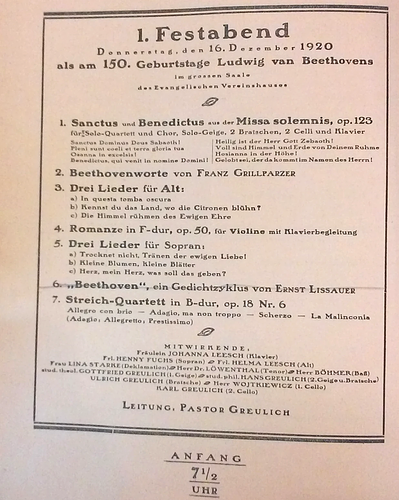 1. Festabend
Donnerstag, den 16. Dezember 1920
als am 150. Geburtstage Ludwig van Beethovens
im grossen Saale
des Evangelischen Vereinshauses
1. Sanctus und Benedictus aus der Missa solemnis, op. 123
für Solo-Quartett und Chor, Solo-Geige, 2 Bratschen, 2 Celli und Klavier
Sanctus Dominus Deus Sabaoth!
Pleni sunt coeli et terra gloria tua
Osanna in excelsis!
Benedictus, qui venit in nomine Domini!
Heilig ist der Herr Gott Zebaoth!
Voll sind Himmel und Erde von Deinem Ruhme
Hosianna in der Höhe!
Gelobt sei, der da kommt im Namen des Herrn!
2. Beethovenworte von FRANZ GRILLPARZER
3. Drei Lieder für Alt:
a) In questa tomba oscura
b) Kennst du das Land, wo die Citronen blühn?
c) Die Himmel rühmen des Ewigen Ehre
4. Romanze in F-dur, op. 50, für Violine mit Klavierbegleitung
5. Drei Lieder für Sopran:
a) Trocknet nicht, Tränen der ewigen Liebe!
b) Kleine Blumen, Kleine Blätter
c) Herz, mein Herz, was soll das geben?
6. „Beethoven", ein Gedichtzyklus von ERNST LISSAUER
7. Streich-Quartett in B-dur, op. 18 Nr. 6
Allegro con brio — Adagio, ma non troppo — Scherzo — La Malinconia
(Adagio; Allegretto; Prestissimo)
MITWIRKENDE:
Fräulein JOHANNA LEESCH (Klavier)
Frl. HENNY FUCHS (Sopran) Frl. HELMA LEESCH (Alt)
Frau LINA STARKE (Deklamation) Herr Dr. LÖWENTHAL (Tenor) Herr BÖHMER (Baß)
stud. theol. GOTTFRIED GREULICH (1. Geige) stud. phil. HANS GREULICH (2. Geige u. Bratsche)
ULRICH GREULICH (Bratsche) Herr WOJTKIEWICZ (1. Cello)
KARL GREULICH (2. Cello)
LEITUNG, PASTOR GREULICH
ANFANG
7 1/2
UHR